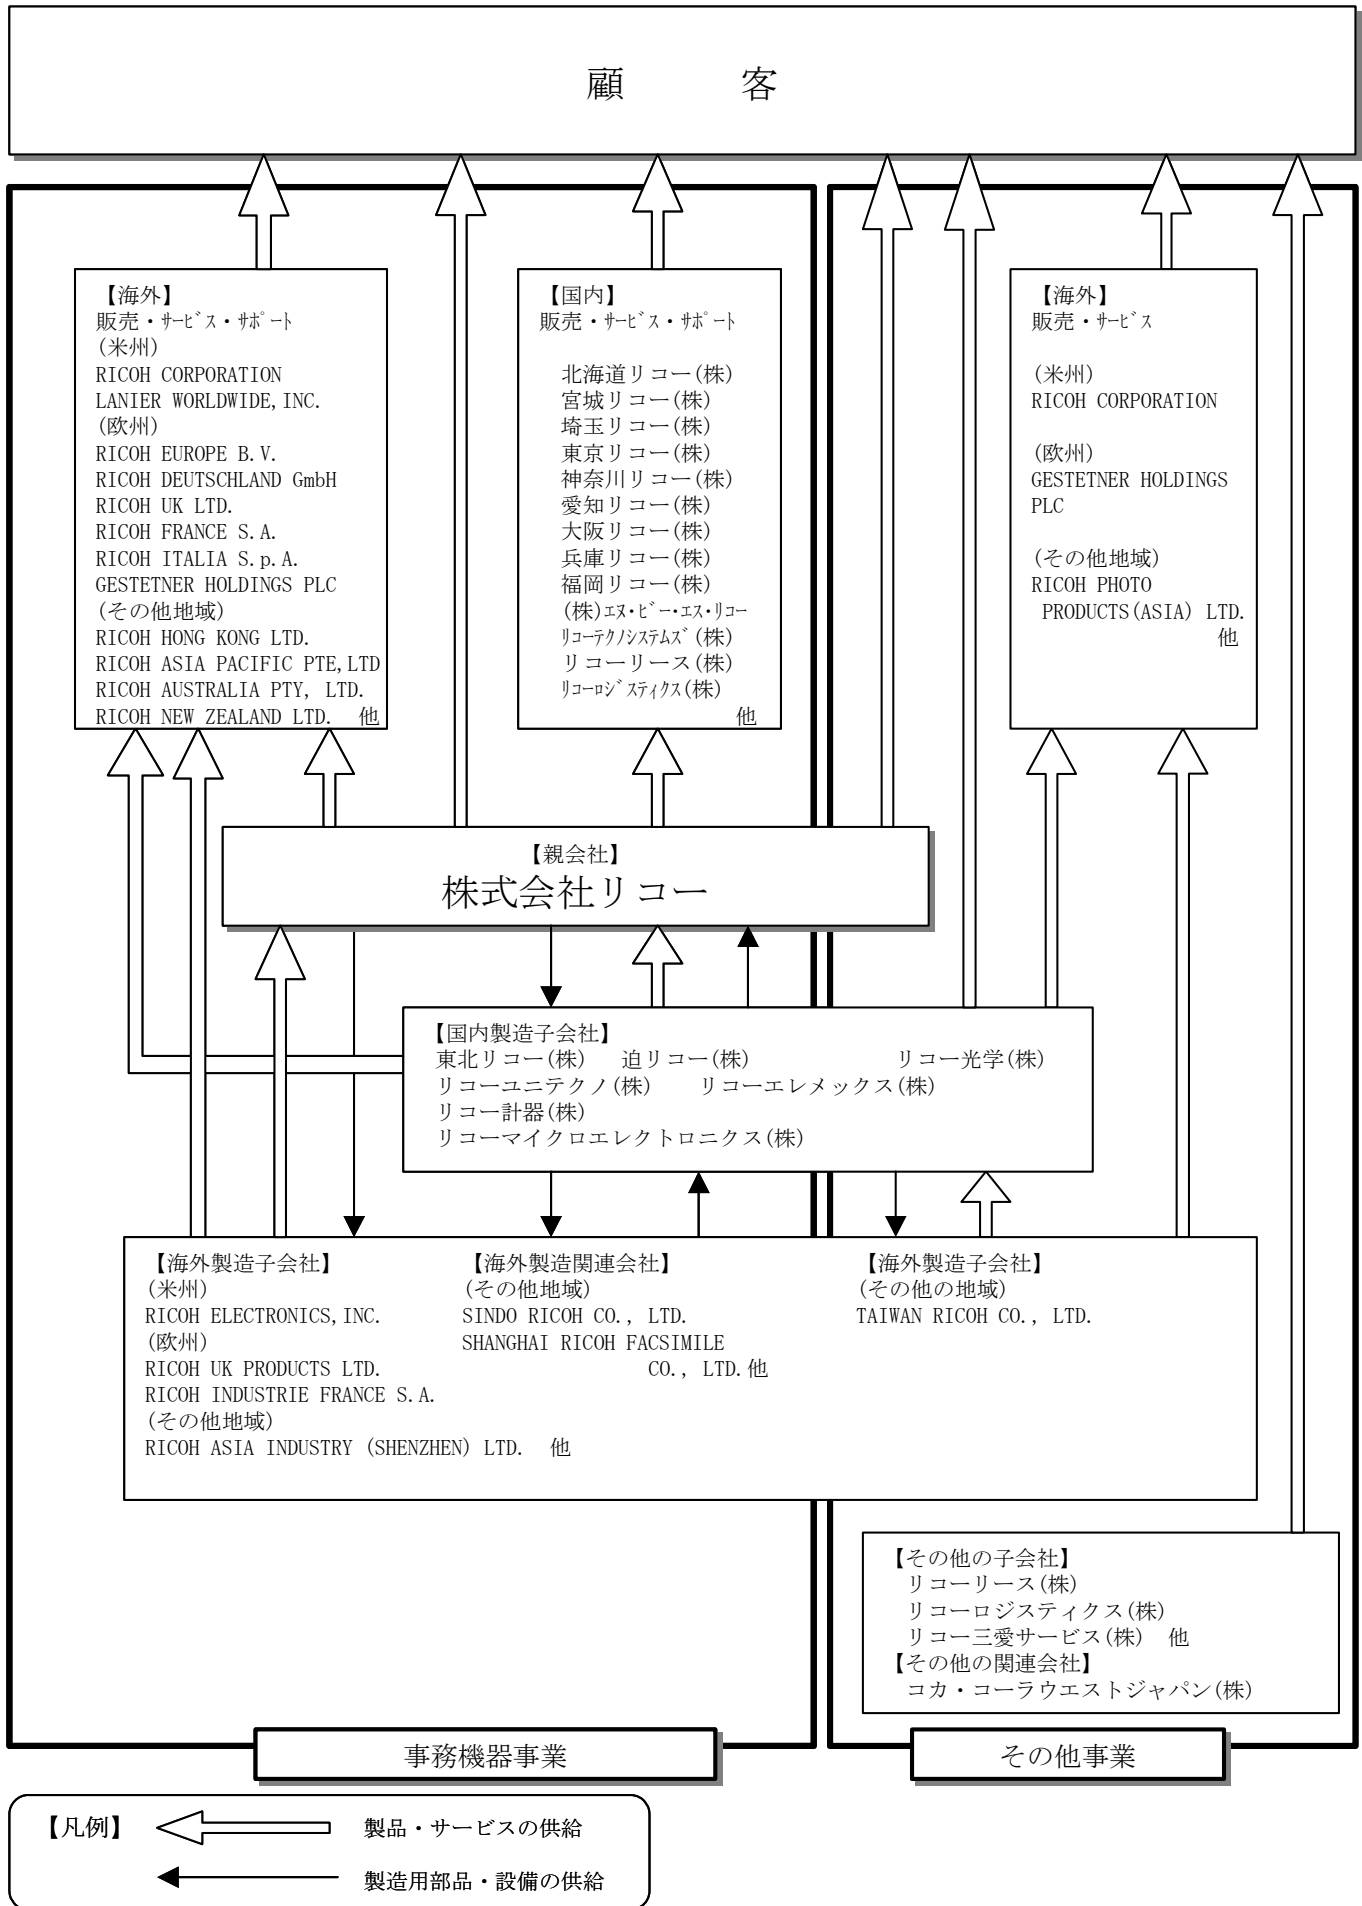 顧　　　客
【海外】
販売・ｻｰﾋﾞｽ・ｻﾎﾟｰﾄ
(米州)
RICOH CORPORATION
LANIER WORLDWIDE,INC.
(欧州)
RICOH EUROPE B.V.
RICOH DEUTSCHLAND GmbH
RICOH UK LTD.
RICOH FRANCE S.A.
RICOH ITALIA S.p.A.
GESTETNER HOLDINGS PLC
(その他地域)
RICOH HONG KONG LTD.
RICOH ASIA PACIFIC PTE,LTD
RICOH AUSTRALIA PTY, LTD.
RICOH NEW ZEALAND LTD. 他
【国内】
販売・ｻｰﾋﾞｽ・ｻﾎﾟｰﾄ
北海道リコー(株)
宮城リコー(株)
埼玉リコー(株)
東京リコー(株)
神奈川リコー(株)
愛知リコー(株)
大阪リコー(株)
兵庫リコー(株)
福岡リコー(株)
(株)ｴﾇ・ﾋﾞｰ・ｴｽ・ﾘｺｰ
ﾘｺｰﾃｸﾉｼｽﾃﾑｽﾞ(株)
リコーリース(株)
ﾘｺｰﾛｼﾞｽﾃｨｸｽ(株)
他
【海外】
販売・ｻｰﾋﾞｽ
(米州)
RICOH CORPORATION
(欧州)
GESTETNER HOLDINGS
PLC
(その他地域)
RICOH PHOTO
PRODUCTS(ASIA) LTD.
他
【親会社】
株式会社リコー
【国内製造子会社】
東北リコー(株)　迫リコー(株)　リコー光学(株)
リコーユニテクノ(株)　リコーエレメックス(株)
リコー計器(株)
リコーマイクロエレクトロニクス(株)
【海外製造子会社】
(米州)
RICOH ELECTRONICS,INC.
(欧州)
RICOH UK PRODUCTS LTD.
RICOH INDUSTRIE FRANCE S.A.
(その他地域)
RICOH ASIA INDUSTRY (SHENZHEN) LTD. 他
【海外製造関連会社】
(その他地域)
SINDO RICOH CO., LTD.
SHANGHAI RICOH FACSIMILE
CO., LTD.他
【海外製造子会社】
(その他の地域)
TAIWAN RICOH CO., LTD.
【その他の子会社】
リコーリース(株)
リコーロジスティクス(株)
リコー三愛サービス(株)　他
【その他の関連会社】
コカ・コーラウエストジャパン(株)
事務機器事業
その他事業
【凡例】　製品・サービスの供給
製造用部品・設備の供給